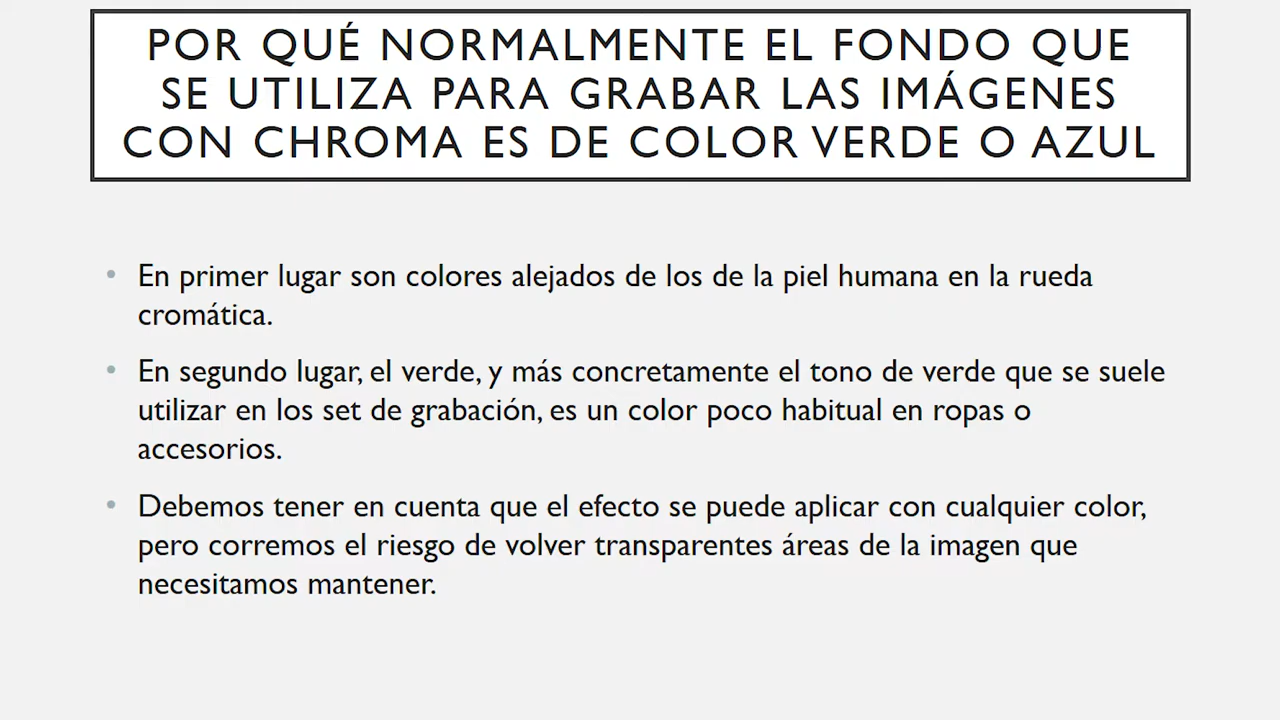 POR QUÉ NORMALMENTE EL FONDO QUE
SE UTILIZA PARA GRABAR LAS IMÁGENES
CON CHROMA ES DE COLOR VERDE O AZUL
• En primer lugar son colores alejados de los de la piel humana en la rueda
cromática.
• En segundo lugar, el verde, y más concretamente el tono de verde que se suele
utilizar en los set de grabación, es un color poco habitual en ropas o
accesorios.
• Debemos tener en cuenta que el efecto se puede aplicar con cualquier color,
pero corremos el riesgo de volver transparentes áreas de la imagen que
necesitamos mantener.